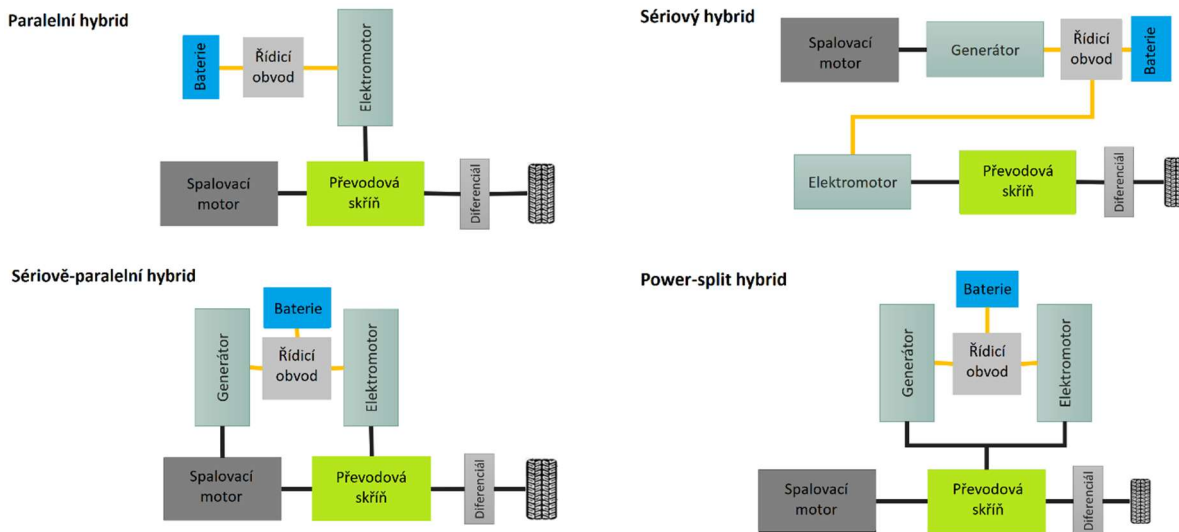 Paralelní hybrid
Baterie
Řídicí
obvod
Elektromotor
Spalovací
motor
Převodová
skříň
Diferenciál
Sériový hybrid
Spalovací
motor
Generátor
Řídicí
obvod
Baterie
Elektromotor
Převodová
skříň
Diferenciál
Sériově-paralelní hybrid
Generátor
Baterie
Řídicí
obvod
Elektromotor
Spalovací
motor
Převodová
skříň
Diferenciál
Power-split hybrid
Baterie
Generátor
Řídicí
obvod
Elektromotor
Spalovací
motor
Převodová
skříň
Diferenciál